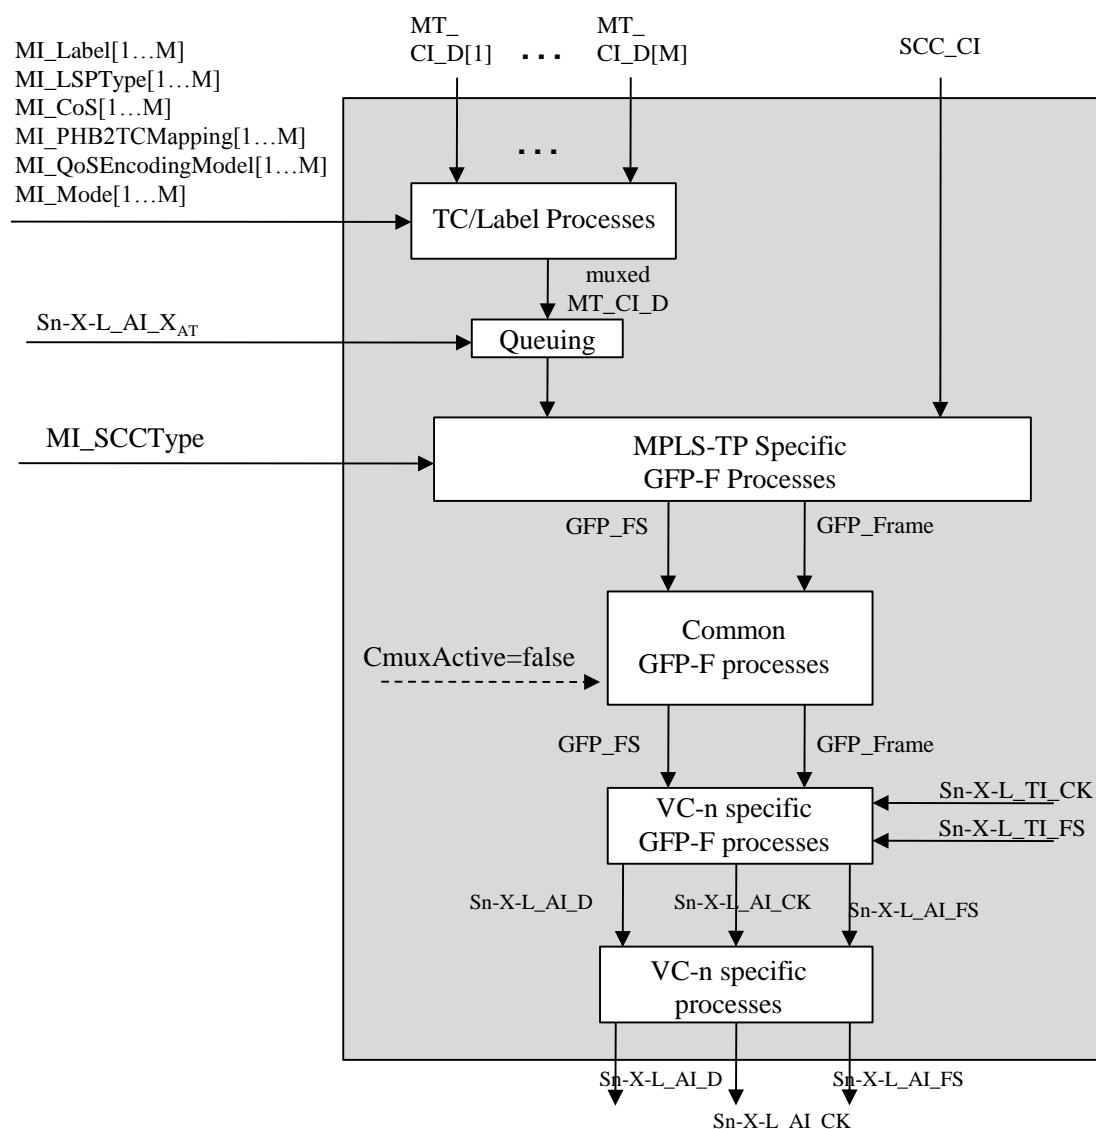 MT_
CI_D[1]
...
MT_
CI_D[M]
SCC_CI
MI_Label[1…M]
MI_LSPType[1…M]
MI_CoS[1…M]
MI_PHB2TCMapping[1…M]
MI_QoSEncodingModel[1…M]
MI_Mode[1…M]
...
TC/Label Processes
muxed
MT_CI_D
Sn-X-L_AI_X_AT
Queuing
MI_SCCType
MPLS-TP Specific
GFP-F Processes
GFP_FS
GFP_Frame
Common
GFP-F processes
CmuxActive=false
GFP_FS
GFP_Frame
VC-n specific
GFP-F processes
Sn-X-L_TI_CK
Sn-X-L_TI_FS
Sn-X-L_AI_D
Sn-X-L_AI_CK
Sn-X-L_AI_FS
VC-n specific
processes
Sn-X-L_AI_D
Sn-X-L_AI_FS
Sn-X-L_AI_CK